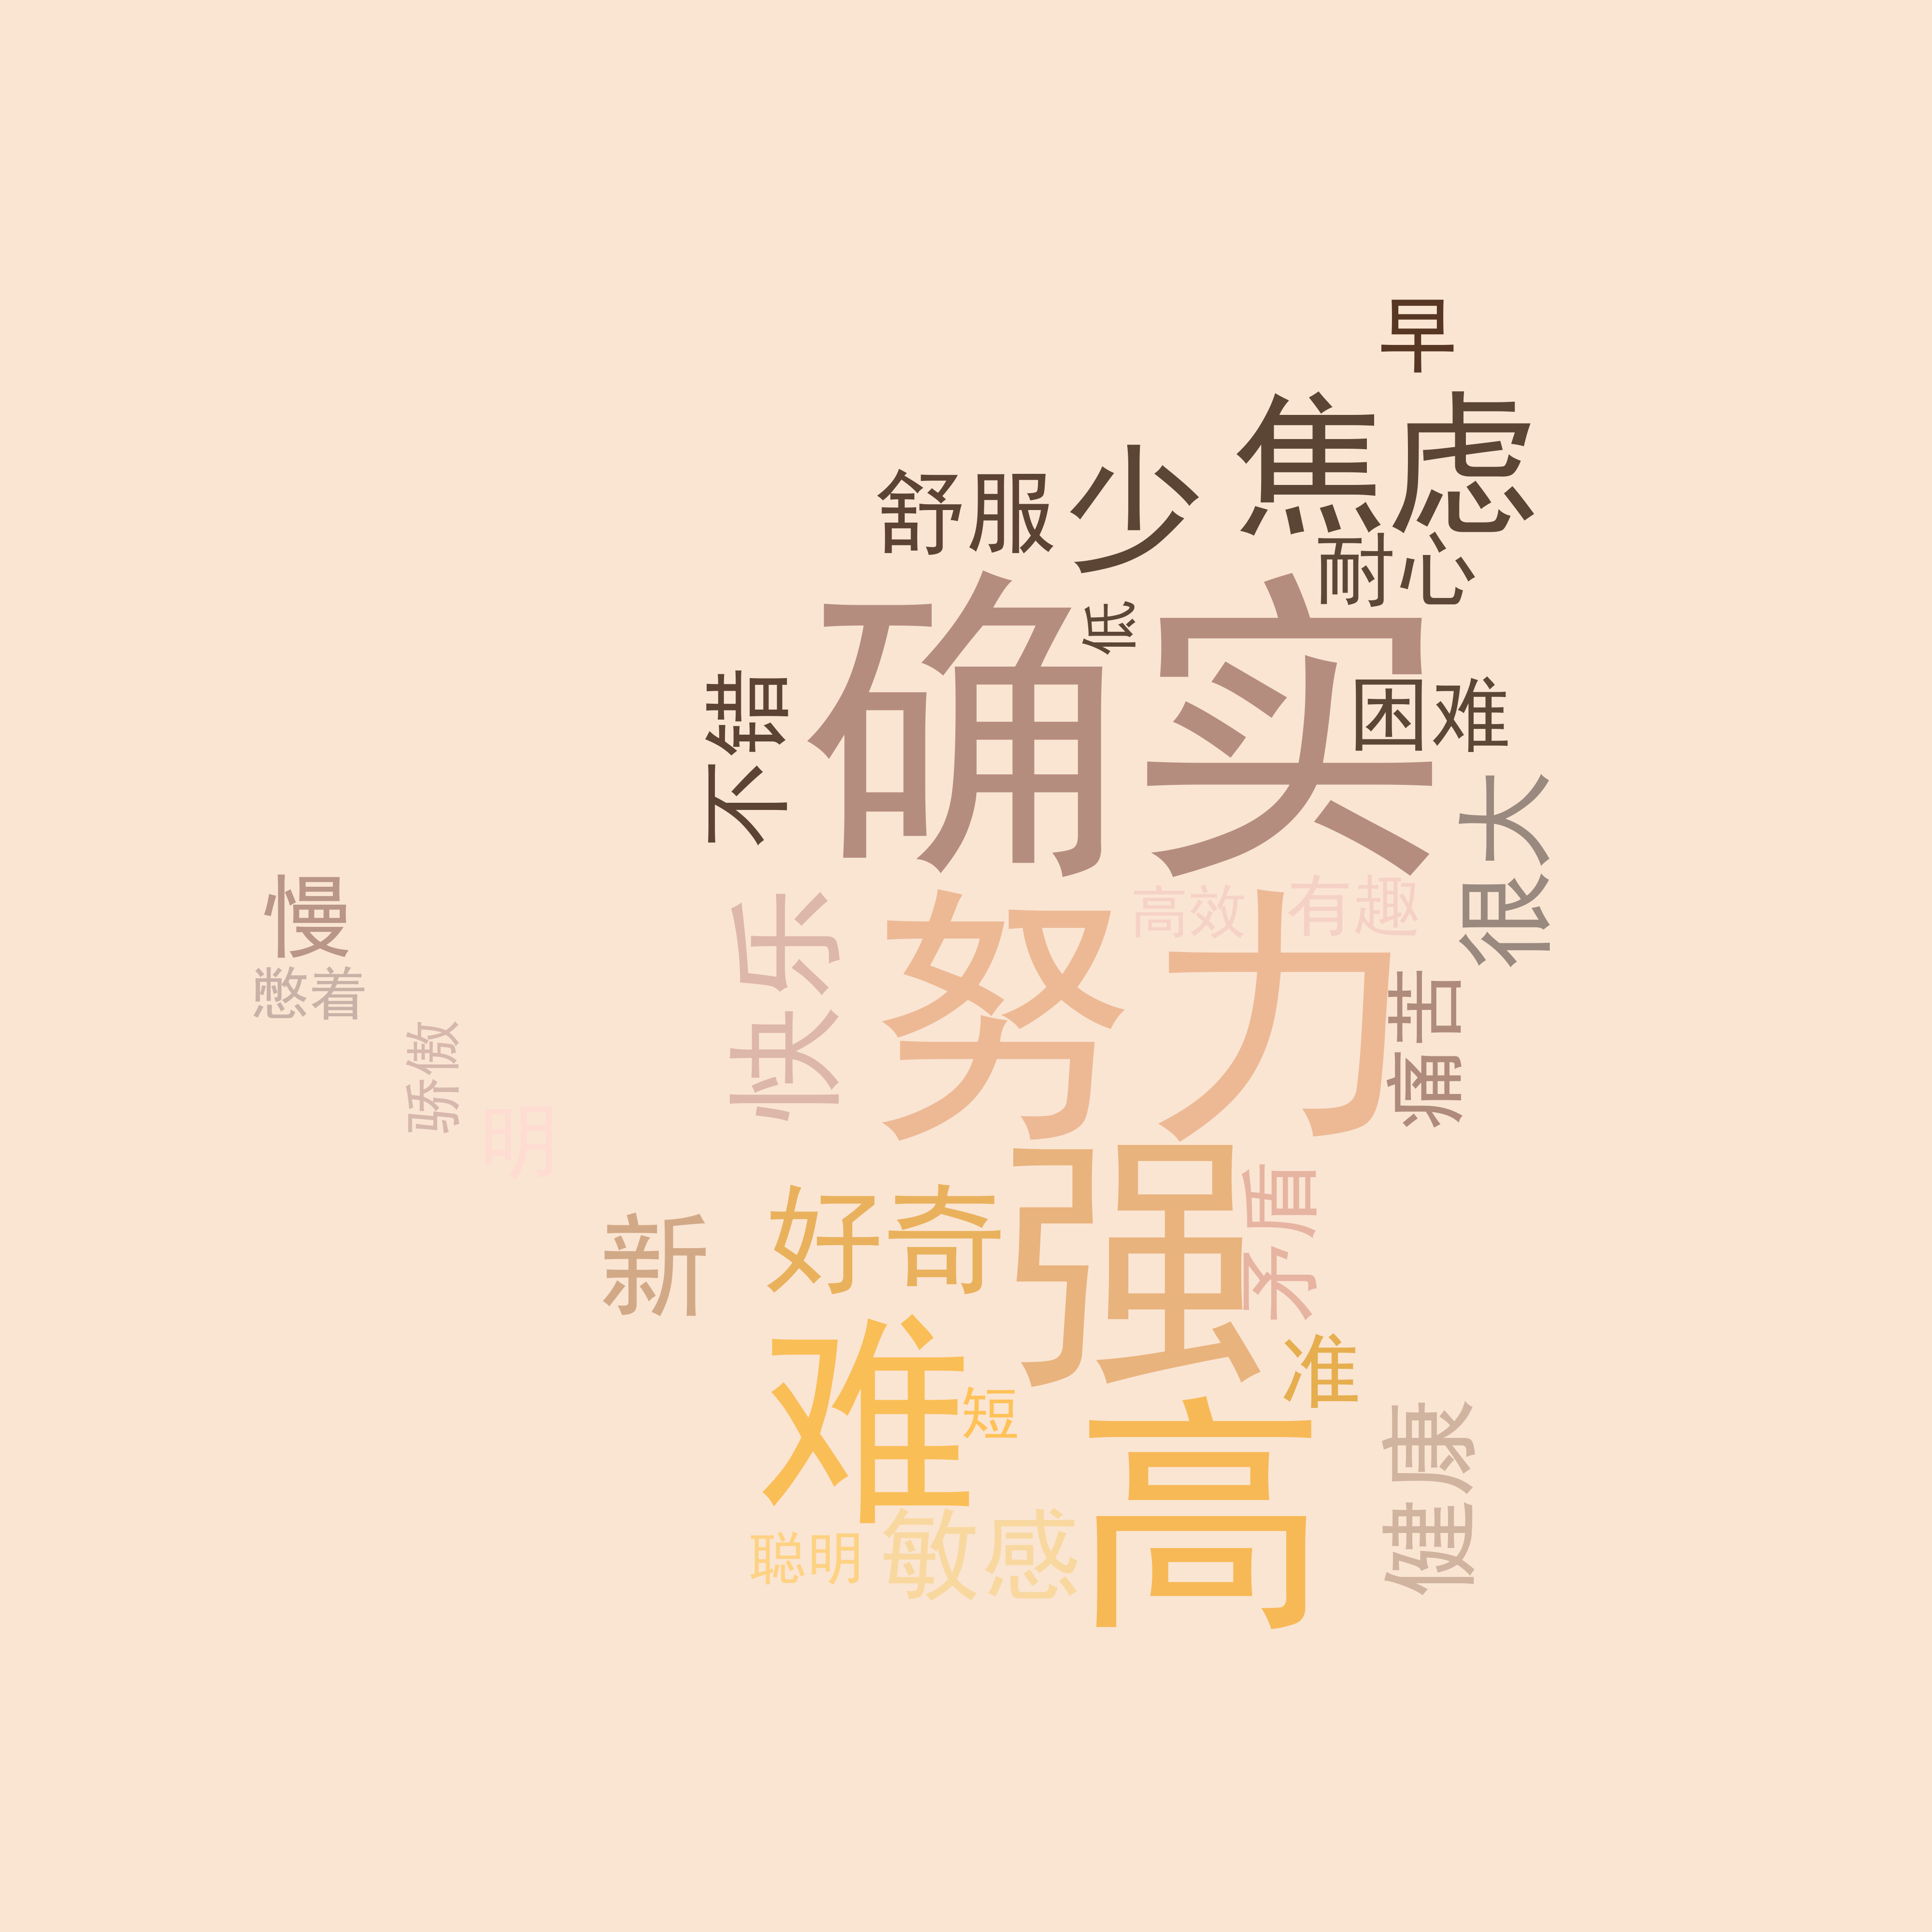 早
焦虑
舒服
少
耐心
确实
低
不错
困难
很大
慢
高效
有趣
快乐
努力
愚蠢
痛苦
骄傲
明
强
矛盾
好奇
新
难
准
短
高
健康
聪明
敏感